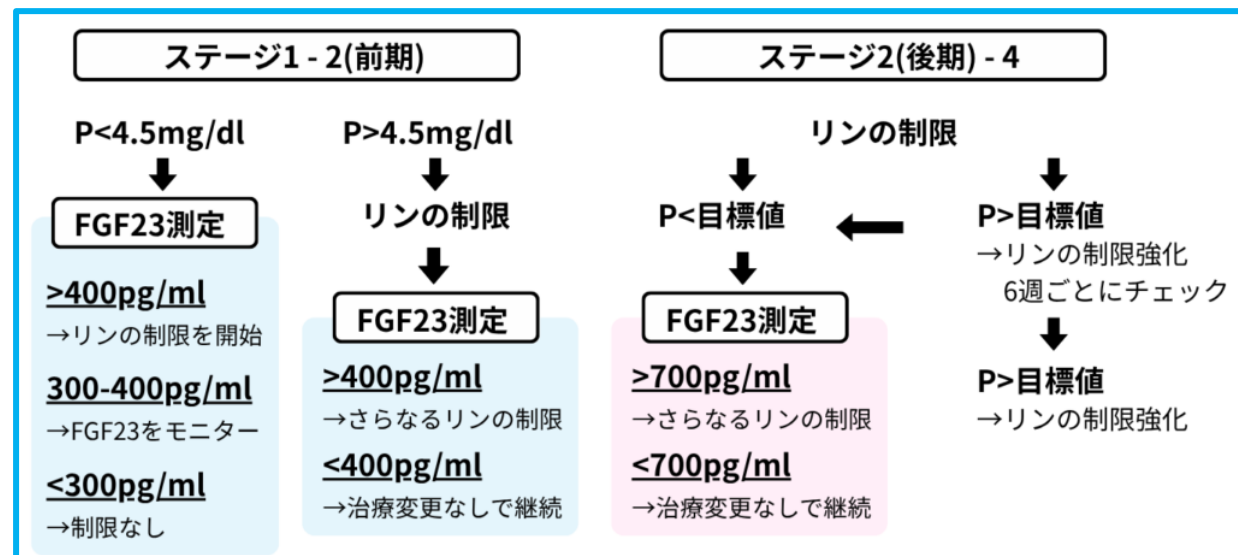 ステージ1 - 2(前期)
P<4.5mg/dl
FGF23測定
>400pg/ml
→リンの制限を開始
300-400pg/ml
→FGF23をモニター
<300pg/ml
→制限なし
P>4.5mg/dl
リンの制限
FGF23測定
>400pg/ml
→さらなるリンの制限
<400pg/ml
→治療変更なしで継続
ステージ2(後期) - 4
リンの制限
P<目標値
FGF23測定
>700pg/ml
→さらなるリンの制限
<700pg/ml
→治療変更なしで継続
P>目標値
→リンの制限強化
6週ごとにチェック
P>目標値
→リンの制限強化